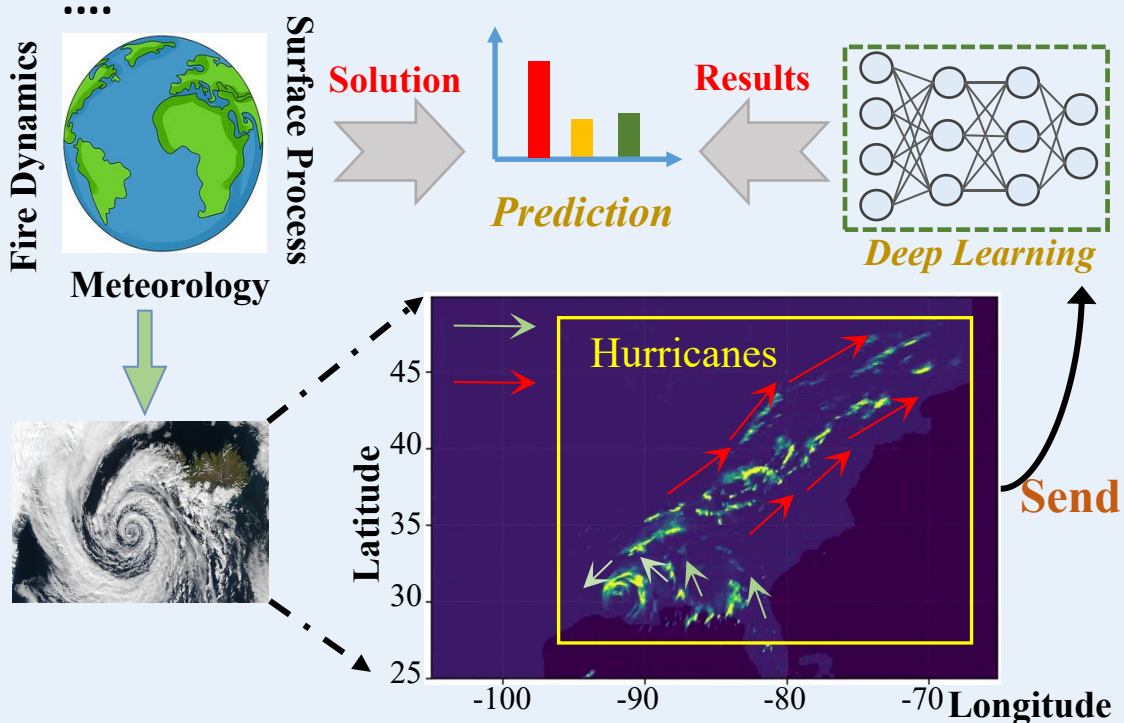 ....
Fire Dynamics
Surface Process
Meteorology
Solution
Prediction
Results
Deep Learning
Hurricanes
Send
Latitude
45
40
35
30
25
-100
-90
-80
-70
Longitude